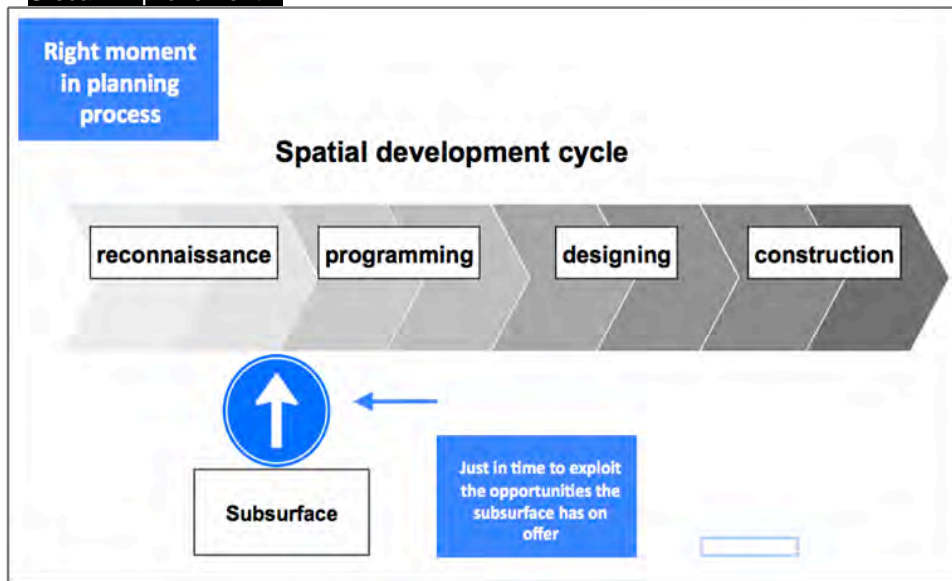 Right moment
in planning
process
Spatial development cycle
reconnaissance
programming
designing
construction
Just in time to exploit
the opportunities the
subsurface has on
offer
Subsurface